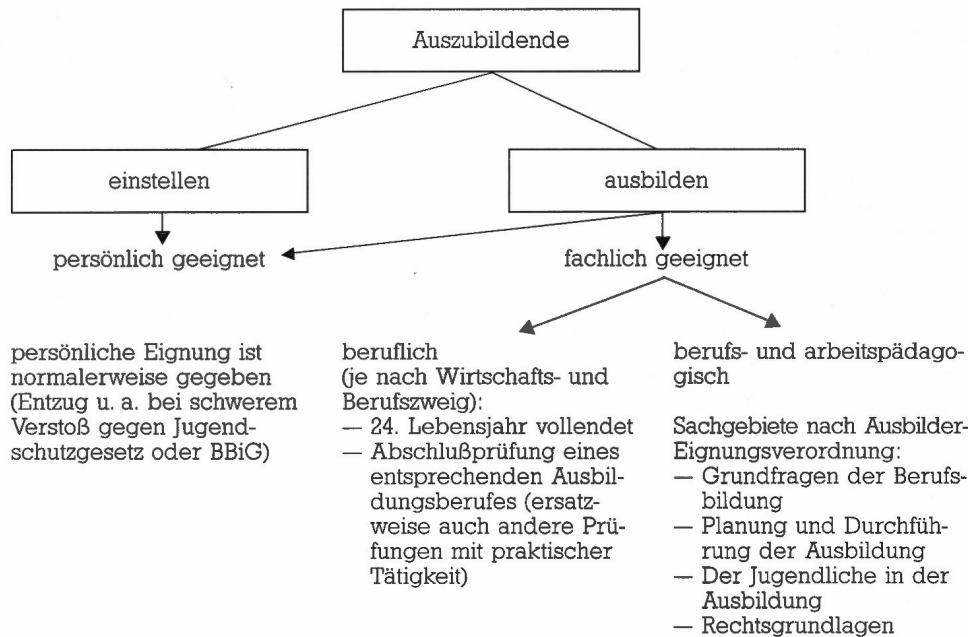 Auszubildende
einstellen
ausbilden
persönlich geeignet
fachlich geeignet
persönliche Eignung ist
normalerweise gegeben
(Entzug u. a. bei schwerem
Verstoß gegen Jugend-
schutzgesetz oder BBiG)
beruflich
(je nach Wirtschafts- und
Berufszweig):
— 24. Lebensjahr vollendet
— Abschlußprüfung eines
entsprechenden Ausbil-
dungsberufes (ersatz-
weise auch andere Prü-
fungen mit praktischer
Tätigkeit)
berufs- und arbeitspädago-
gisch
Sachgebiete nach Ausbilder-
Eignungsverordnung:
— Grundfragen der Berufs-
bildung
— Planung und Durchfüh-
rung der Ausbildung
— Der Jugendliche in der
Ausbildung
— Rechtsgrundlagen